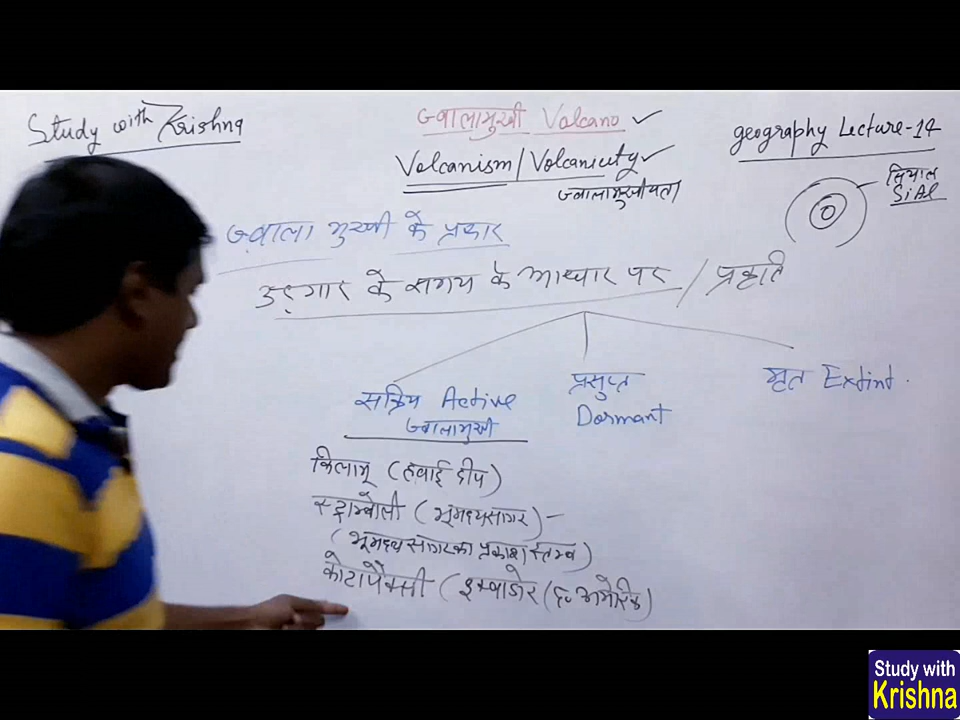 Study with Krishna
ज्वालामुखी Volcano
Volcanism/Volcanicity
ज्वालामुखीयता
geography Lecture-14
सियाल
SiAl
ज्वाला मुखी के प्रकार
उद्गार के समय के आधार पर / प्रकृति
सक्रिय Active
ज्वालामुखी
प्रसुप्त
Dormant
मृत Extint.
किलामू (हवाई द्वीप)
स्ट्राम्बोली (भूमध्यसागर) -
(भूमध्य सागर का प्रकाश स्तम्भ)
कोटोपैक्सी (इक्वाडोर (द० अमेरिका)
Study with
Krishna